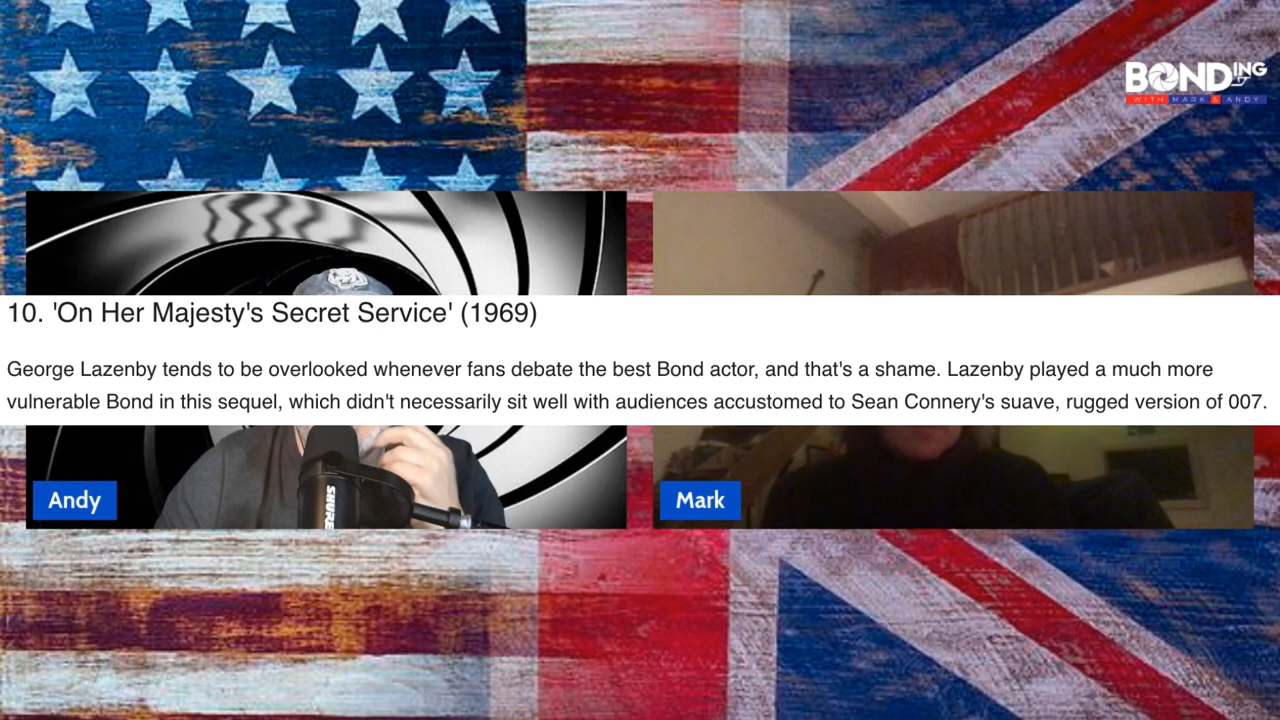 BONDING
WITH MARK & ANDY
10. 'On Her Majesty's Secret Service' (1969)
George Lazenby tends to be overlooked whenever fans debate the best Bond actor, and that's a shame. Lazenby played a much more
vulnerable Bond in this sequel, which didn't necessarily sit well with audiences accustomed to Sean Connery's suave, rugged version of 007.
SHURE
Andy
Mark